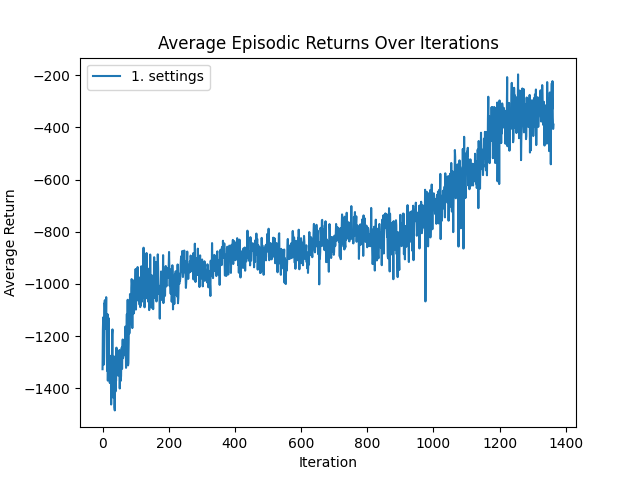 Average Episodic Returns Over Iterations
1. settings
Average Return
−200
−400
−600
−800
−1000
−1200
−1400
0 200 400 600 800 1000 1200 1400
Iteration